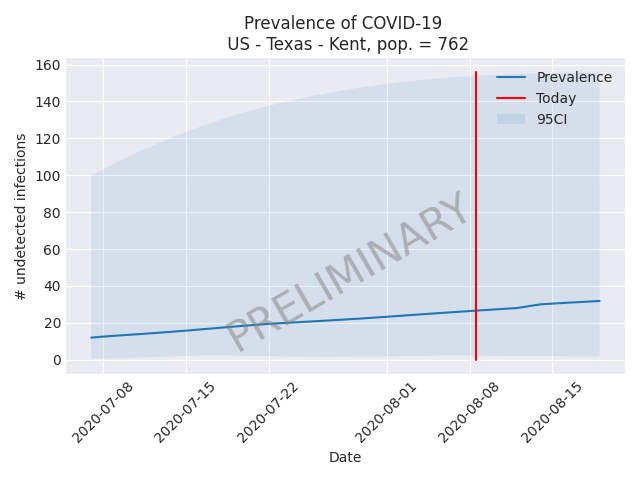 Prevalence of COVID-19
US - Texas - Kent, pop. = 762
# undetected infections
160
140
120
100
80
60
40
20
0
Prevalence
Today
95CI
PRELIMINARY
2020-07-08
2020-07-15
2020-07-22
2020-08-01
2020-08-08
2020-08-15
Date